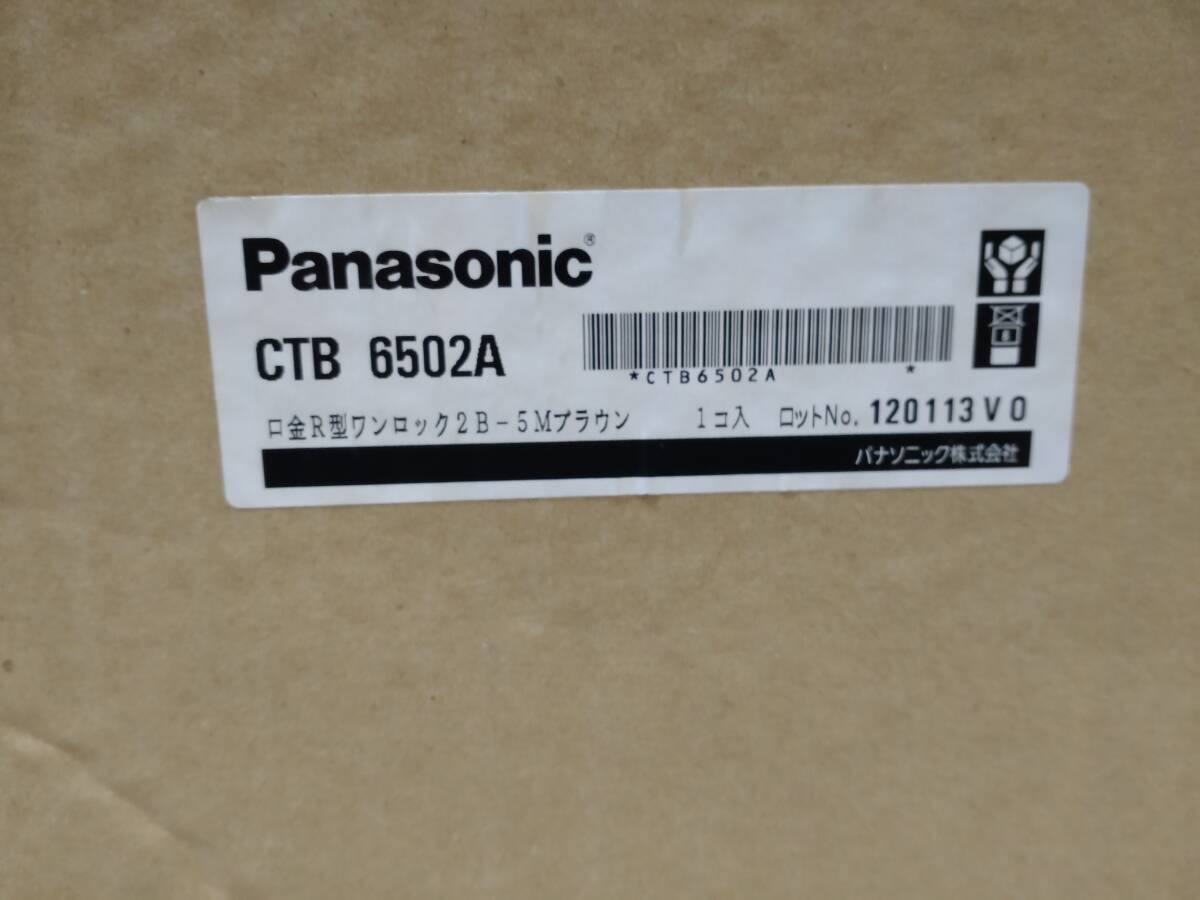 Panasonic®
CTB 6502A
*CTB6502A *
口金R型ワンロック2B-5Mブラウン 1コ入 ロットNo. 120113V0
パナソニック株式会社